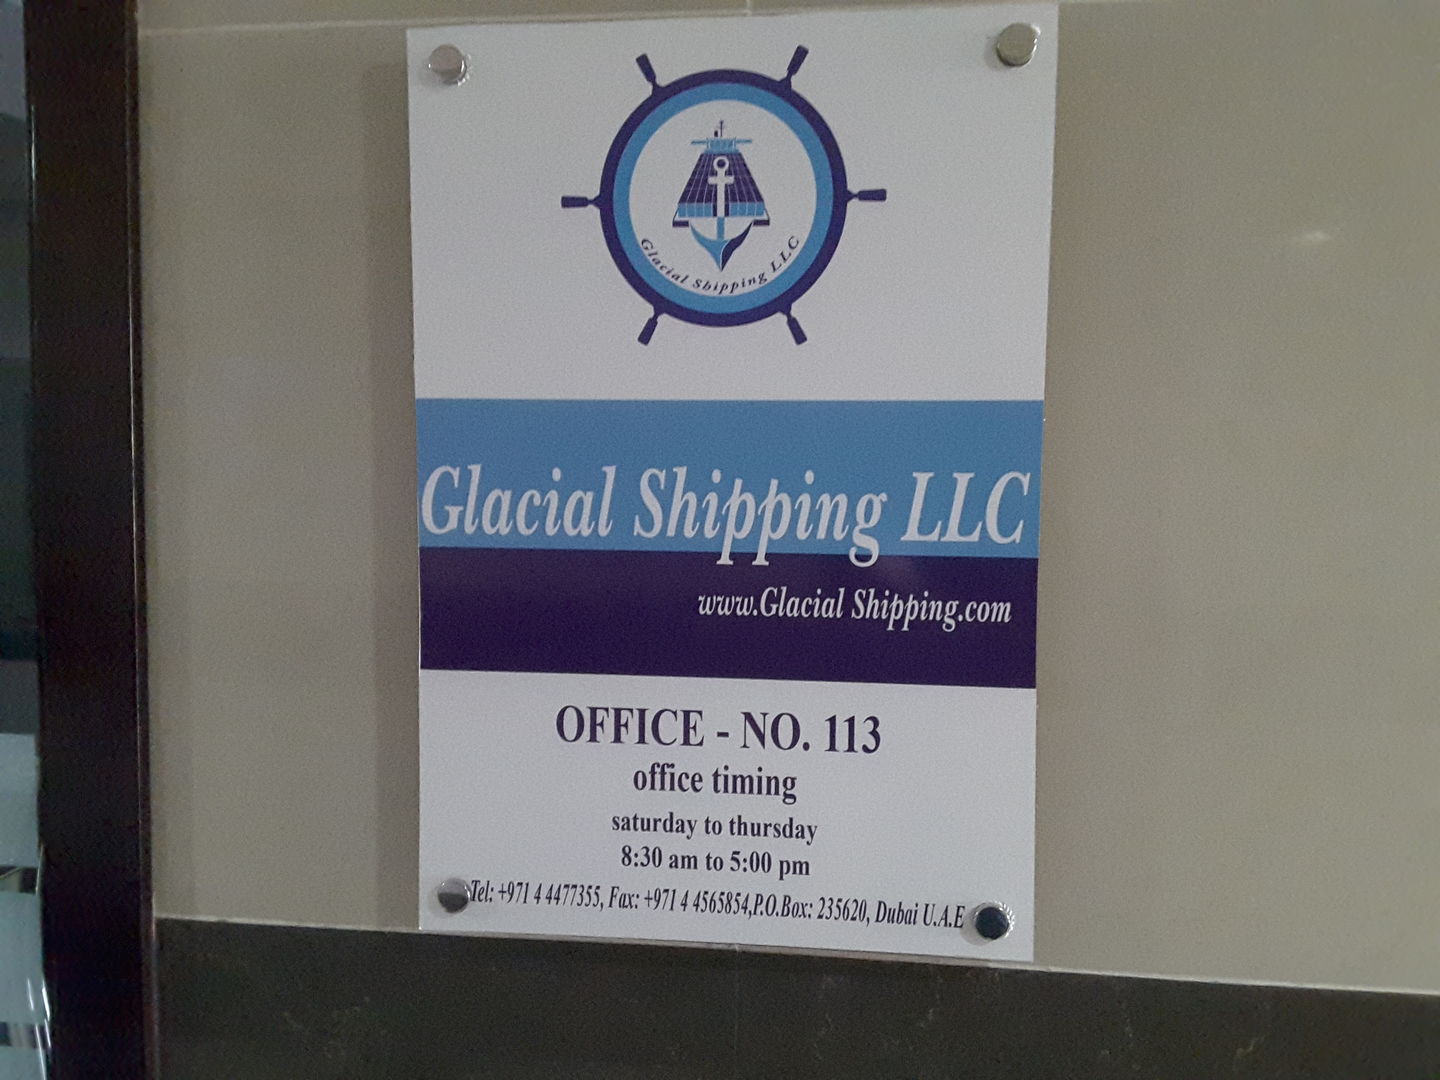 Glacial Shipping LLC
Glacial Shipping LLC
www.Glacial Shipping.com
OFFICE - NO. 113
office timing
saturday to thursday
8:30 am to 5:00 pm
Tel: +971 4 4477355, Fax: +971 4 4565854,P.O.Box: 235620, Dubai U.A.E